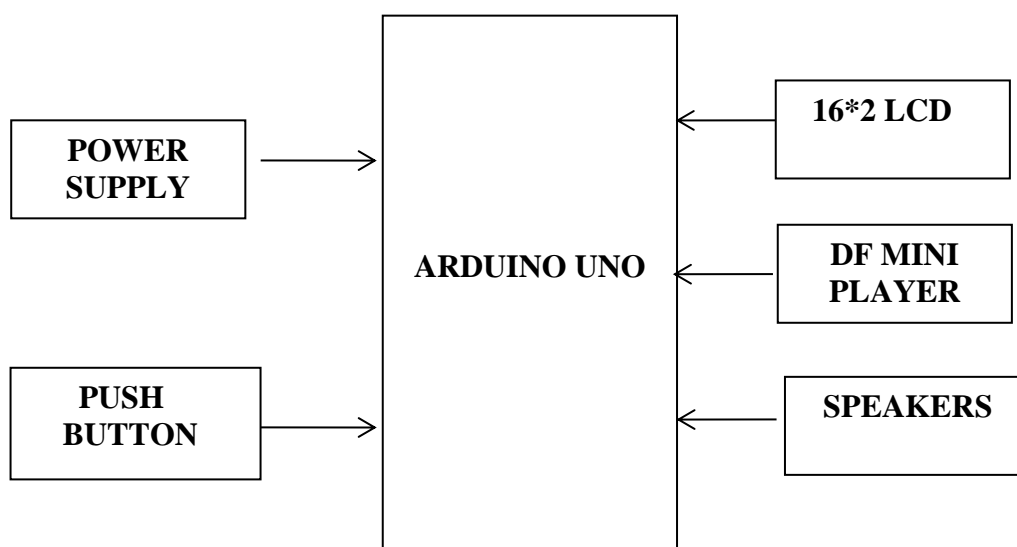 POWER
SUPPLY
PUSH
BUTTON
ARDUINO UNO
16*2 LCD
DF MINI
PLAYER
SPEAKERS